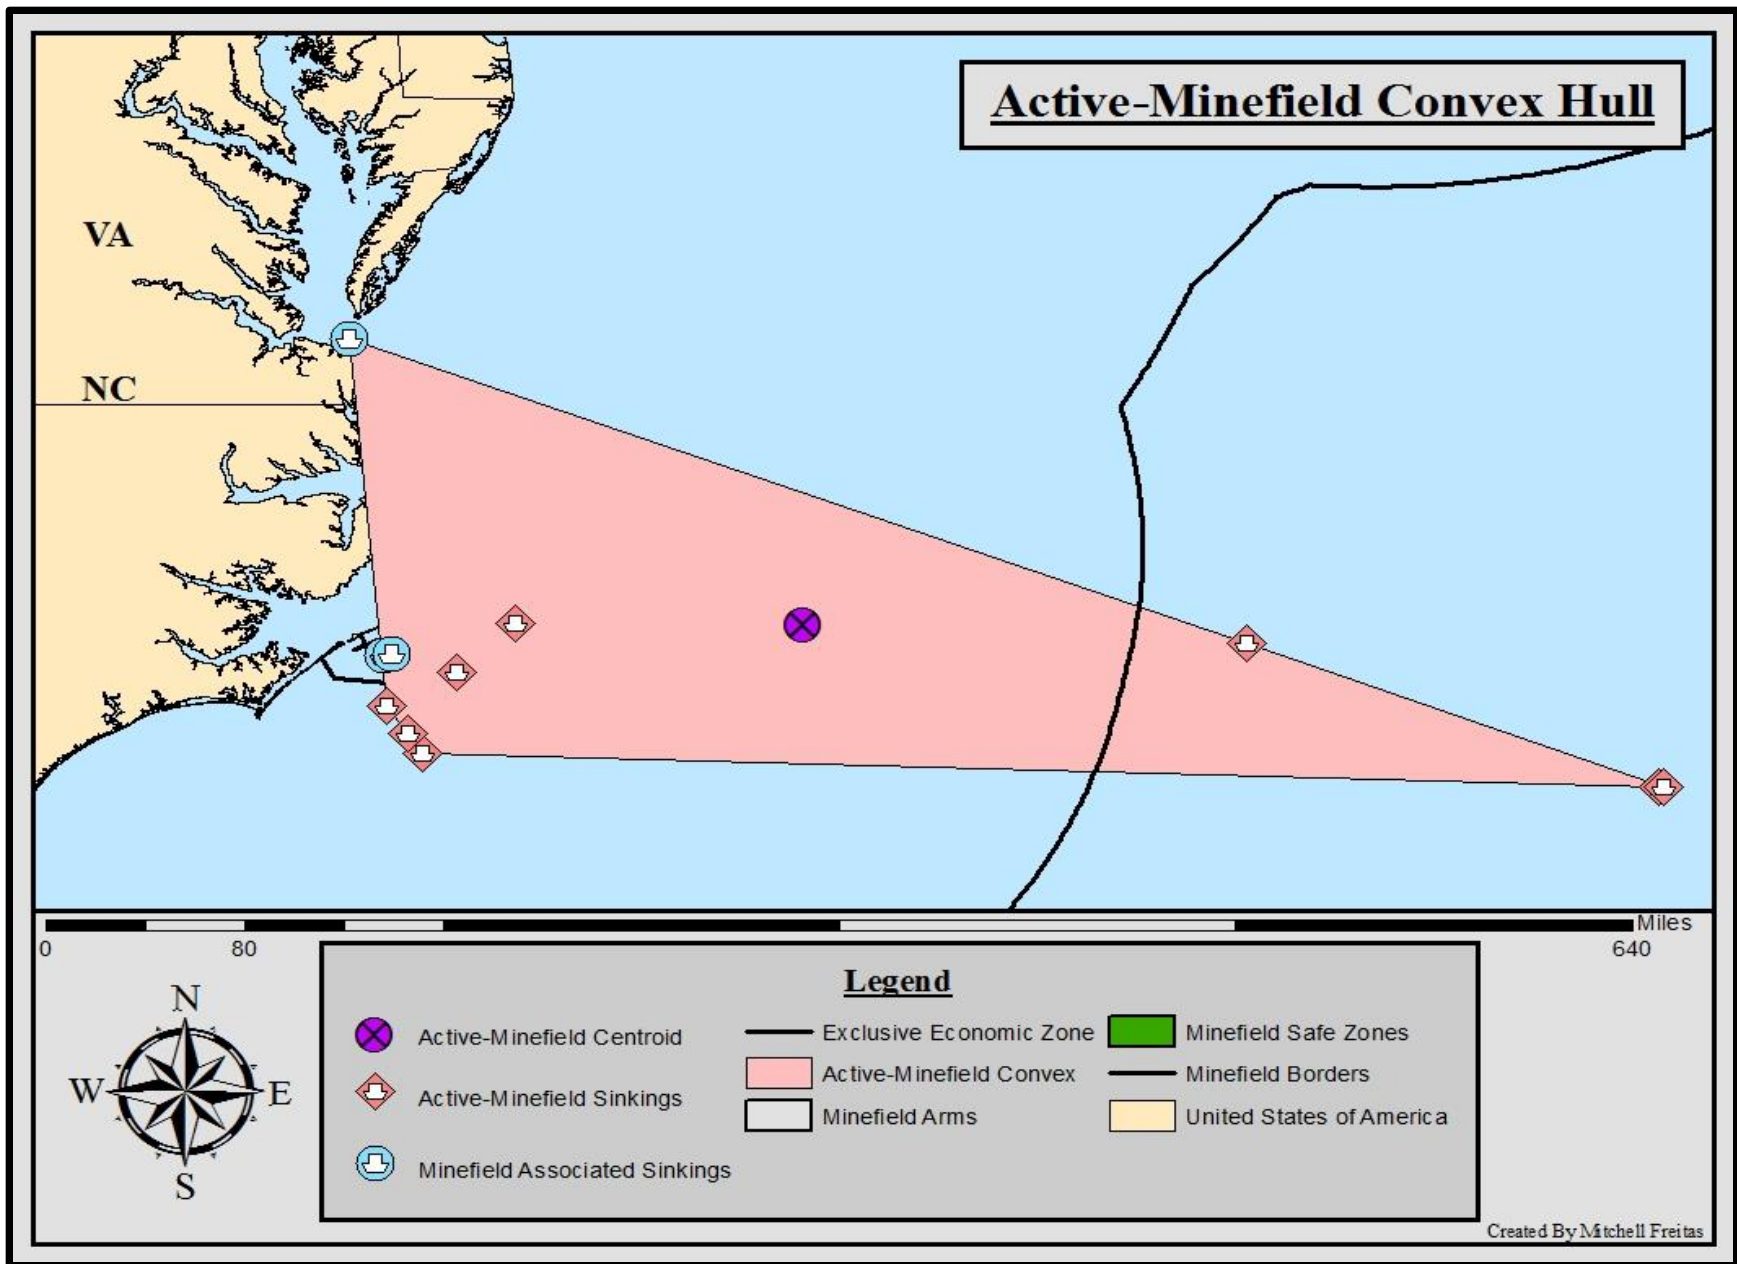 Active-Minefield Convex Hull
VA
NC
Miles
0 80 640
Legend
Active-Minefield Centroid
Active-Minefield Sinkings
Minefield Associated Sinkings
Exclusive Economic Zone
Active-Minefield Convex
Minefield Arms
Minefield Safe Zones
Minefield Borders
United States of America
N
W E
S
Created By Mitchell Freitas